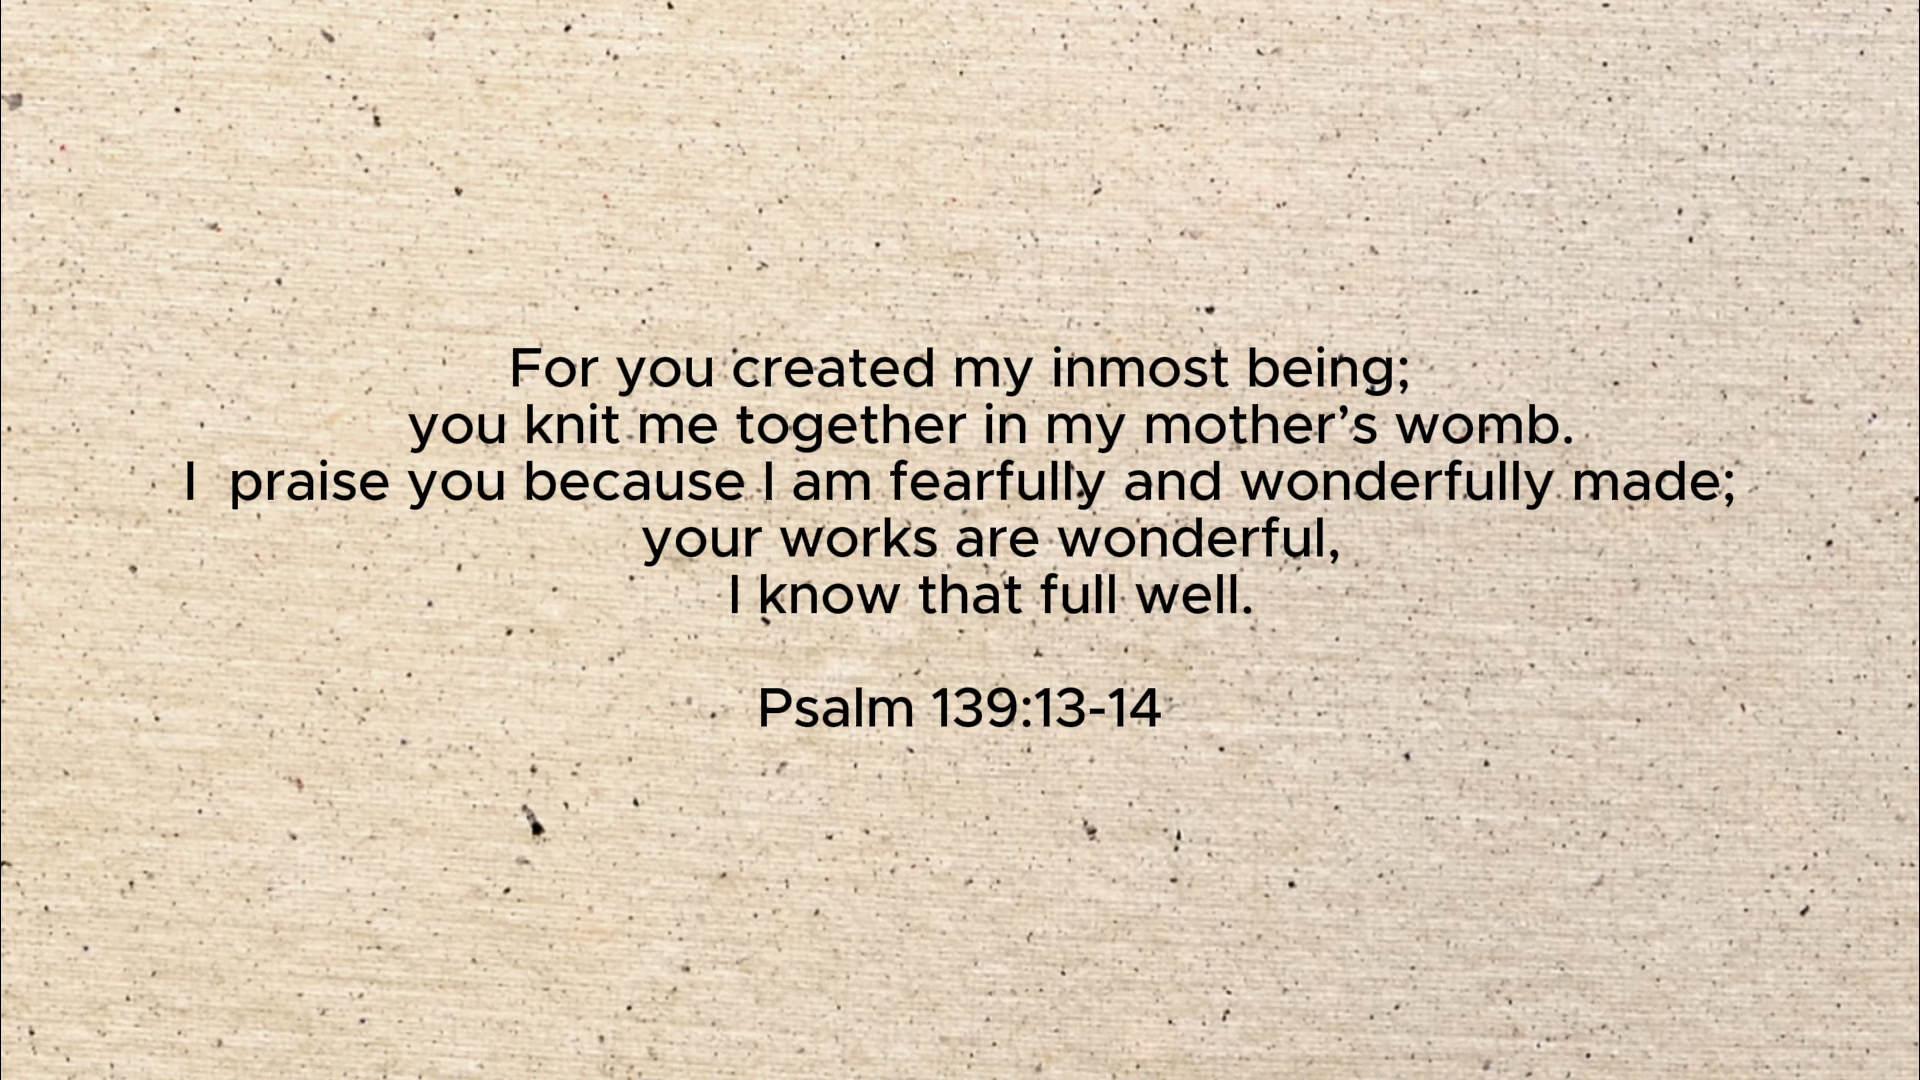 For you created my inmost being;
you knit me together in my mother’s womb.
I  praise you because I am fearfully and wonderfully made;
your works are wonderful,
I know that full well.
Psalm 139:13-14